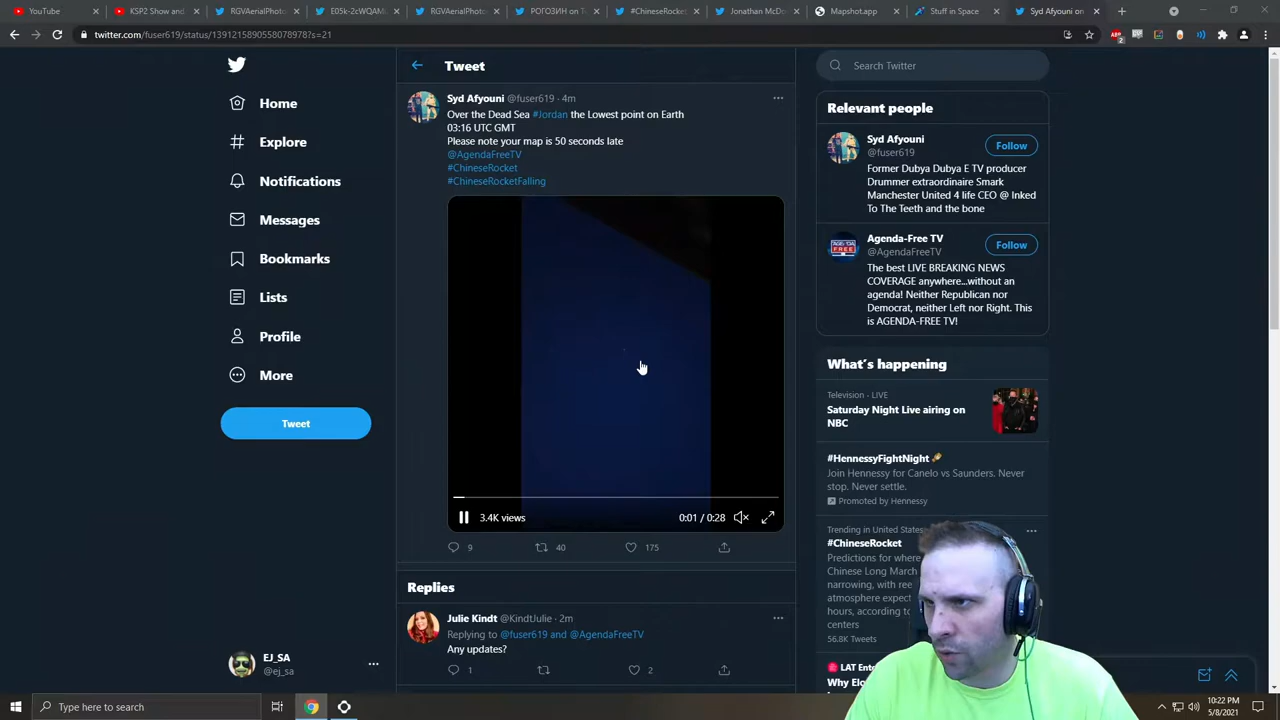 YouTube
KSP2 Show and
RGVAerialPhoto
E05k-2cWQAMU
RGVAerialPhoto
#ChineseRocket
Jonathan McDo
Mapshot.app
Stuff in Space
Syd Afyouni on
twitter.com/fuser619/status/1391215890558078978?s=21
Home
Explore
Notifications
Messages
Bookmarks
Lists
Profile
More
Tweet
EJ_SA
@ej_sa
Tweet
Syd Afyouni @fuser619 · 4m
Over the Dead Sea #Jordan the Lowest point on Earth
03:16 UTC GMT
Please note your map is 50 seconds late
@AgendaFreeTV
#ChineseRocket
#ChineseRocketFalling
3.4K views
0:01 / 0:28
9 40 175
Replies
Julie Kindt @KindtJulie · 2m
Replying to @fuser619 and @AgendaFreeTV
Any updates?
1 2
Search Twitter
Relevant people
Syd Afyouni
@fuser619
Follow
Former Dubya Dubya E TV producer
Drummer extraordinaire Smark
Manchester United 4 life CEO @ Inked
To The Teeth and the bone
Agenda-Free TV
@AgendaFreeTV
Follow
The best LIVE BREAKING NEWS
COVERAGE anywhere...without an
agenda! Neither Republican nor
Democrat, neither Left nor Right. This
is AGENDA-FREE TV!
What's happening
Television · LIVE
Saturday Night Live airing on
NBC
#HennessyFightNight
Join Hennessy for Canelo vs Saunders. Never
stop. Never settle.
Promoted by Hennessy
Trending in United States
#ChineseRocket
Predictions for where
Chinese Long March
narrowing, with ree
atmosphere expect
hours, according to
centers
56.8K Tweets
LAT Ente
Why Elo
Type here to search
10:22 PM
5/8/2021